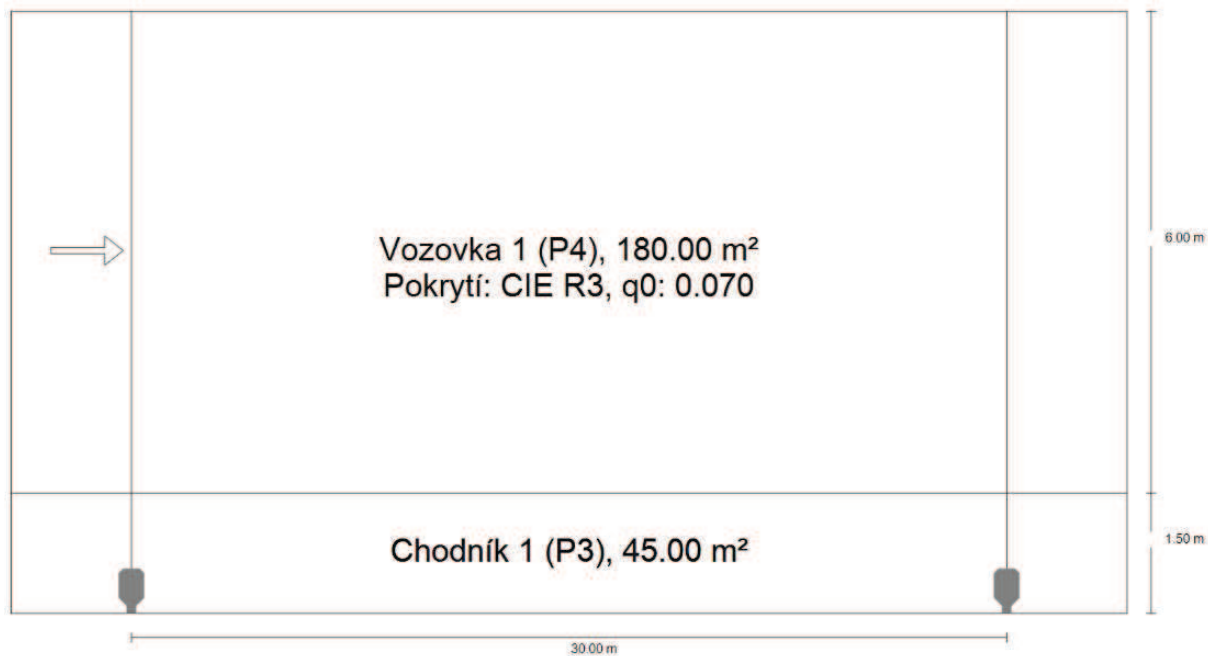 Vozovka 1 (P4), 180.00 m²
Pokrytí: CIE R3, q0: 0.070
6.00 m
Chodník 1 (P3), 45.00 m²
1.50 m
30.00 m